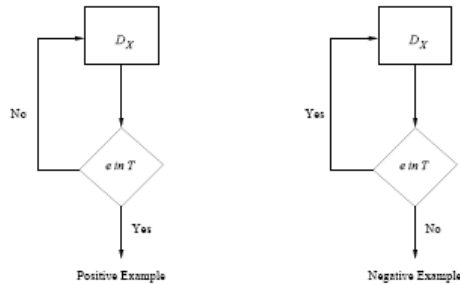 D_X
No
e in T
Yes
Positive Example
D_X
Yes
e in T
No
Negative Example